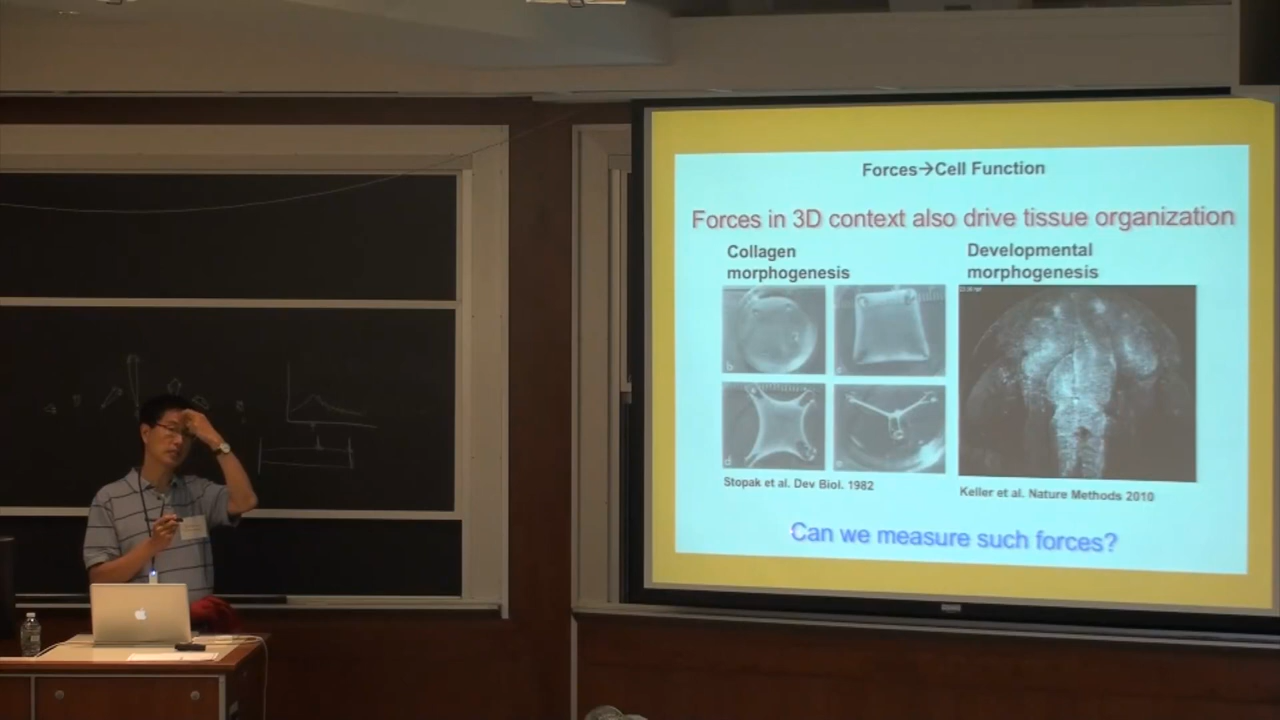 Forces→Cell Function
Forces in 3D context also drive tissue organization
Collagen
morphogenesis
Developmental
morphogenesis
b
c
d
e
Stopak et al. Dev Biol. 1982
Keller et al. Nature Methods 2010
Can we measure such forces?